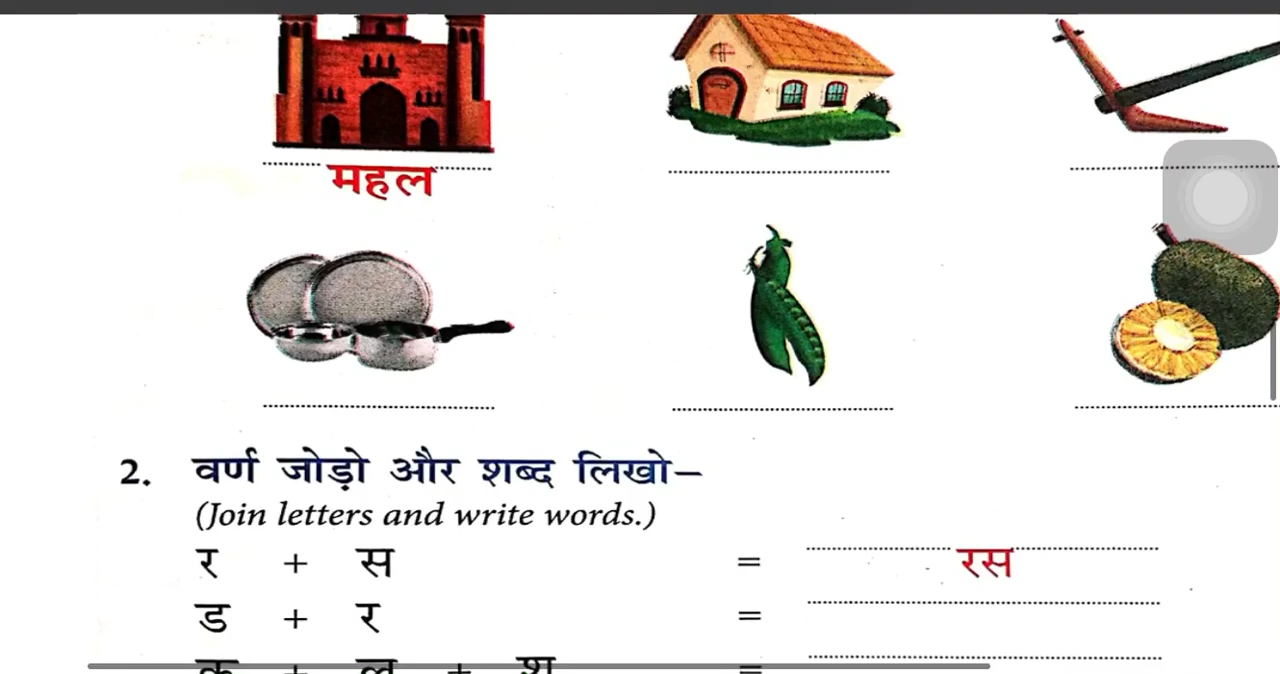 महल
2. वर्ण जोड़ो और शब्द लिखो–
(Join letters and write words.)
र + स = रस
ड + र =
क + ल + श =